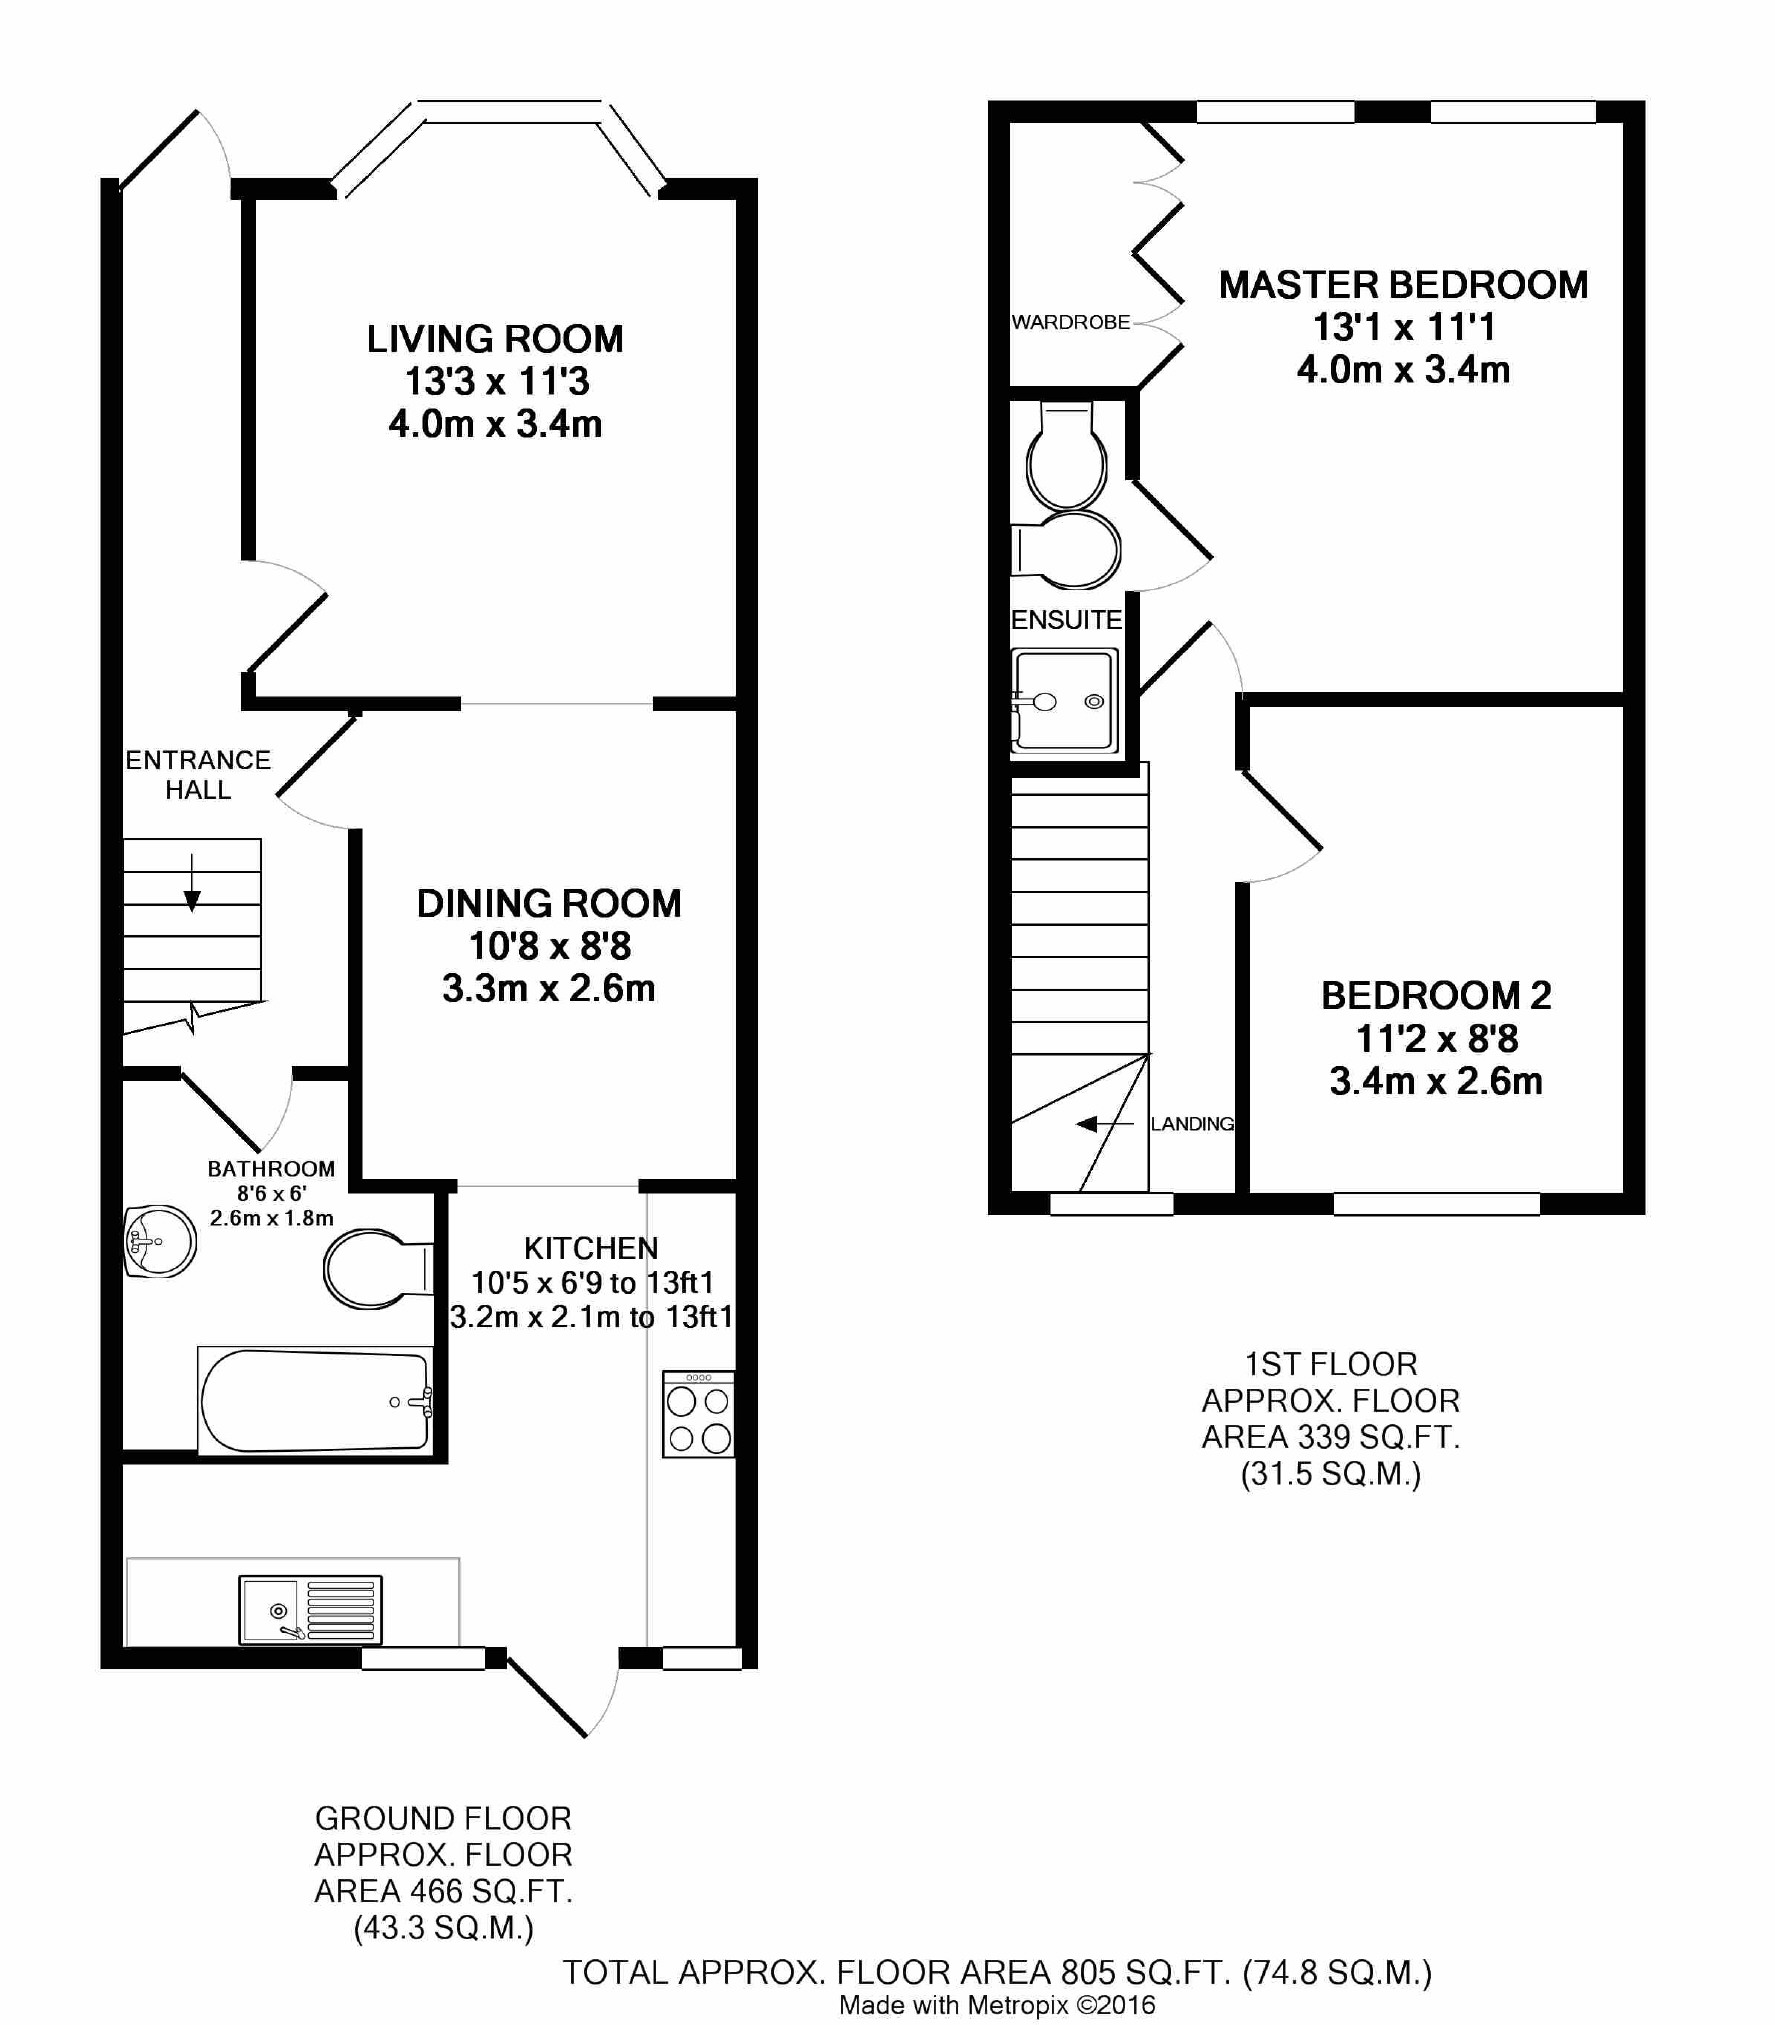 LIVING ROOM
13'3 x 11'3
4.0m x 3.4m
ENTRANCE
HALL
DINING ROOM
10'8 x 8'8
3.3m x 2.6m
BATHROOM
8'6 x 6'
2.6m x 1.8m
KITCHEN
10'5 x 6'9 to 13ft1
3.2m x 2.1m to 13ft1
GROUND FLOOR
APPROX. FLOOR
AREA 466 SQ.FT.
(43.3 SQ.M.)
MASTER BEDROOM
13'1 x 11'1
4.0m x 3.4m
WARDROBE
ENSUITE
BEDROOM 2
11'2 x 8'8
3.4m x 2.6m
LANDING
1ST FLOOR
APPROX. FLOOR
AREA 339 SQ.FT.
(31.5 SQ.M.)
TOTAL APPROX. FLOOR AREA 805 SQ.FT. (74.8 SQ.M.)
Made with Metropix ©2016